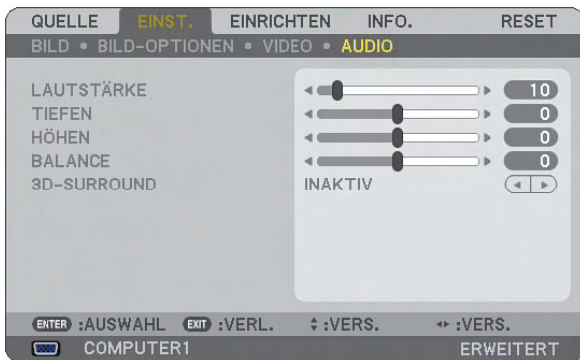 QUELLE EINST. EINRICHTEN INFO. RESET
BILD • BILD-OPTIONEN • VIDEO • AUDIO
LAUTSTÄRKE 10
TIEFEN 0
HÖHEN 0
BALANCE 0
3D-SURROUND INAKTIV
ENTER :AUSWAHL EXIT :VERL. :VERS. :VERS.
COMPUTER1 ERWEITERT